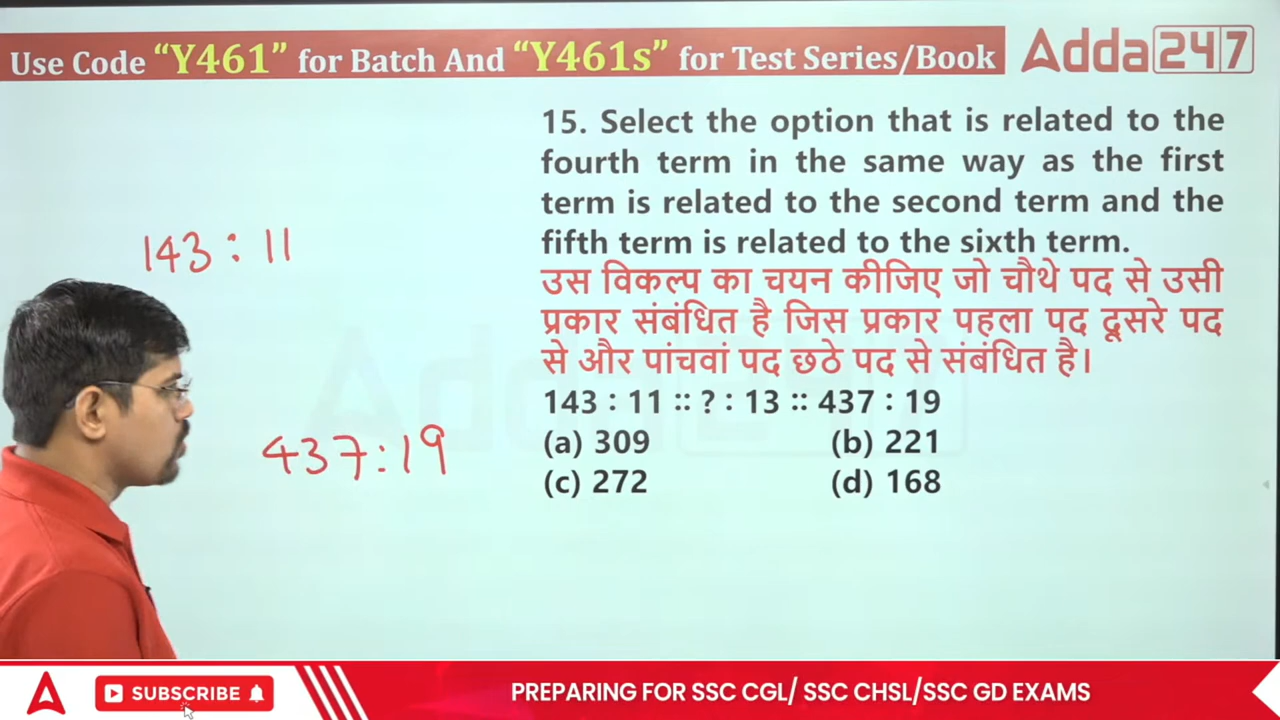 Use Code “Y461” for Batch And “Y461s” for Test Series/Book
Adda247
15. Select the option that is related to the
fourth term in the same way as the first
term is related to the second term and the
fifth term is related to the sixth term.
उस विकल्प का चयन कीजिए जो चौथे पद से उसी
प्रकार संबंधित है जिस प्रकार पहला पद दूसरे पद
से और पांचवां पद छठे पद से संबंधित है।
143 : 11 :: ? : 13 :: 437 : 19
(a) 309 (b) 221
(c) 272 (d) 168
143 : 11
437 : 19
SUBSCRIBE
PREPARING FOR SSC CGL/ SSC CHSL/SSC GD EXAMS